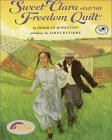 Sweet Clara AND THE
Freedom Quilt
by DEBORAH HOPKINSON
paintings by JAMES RANSOME